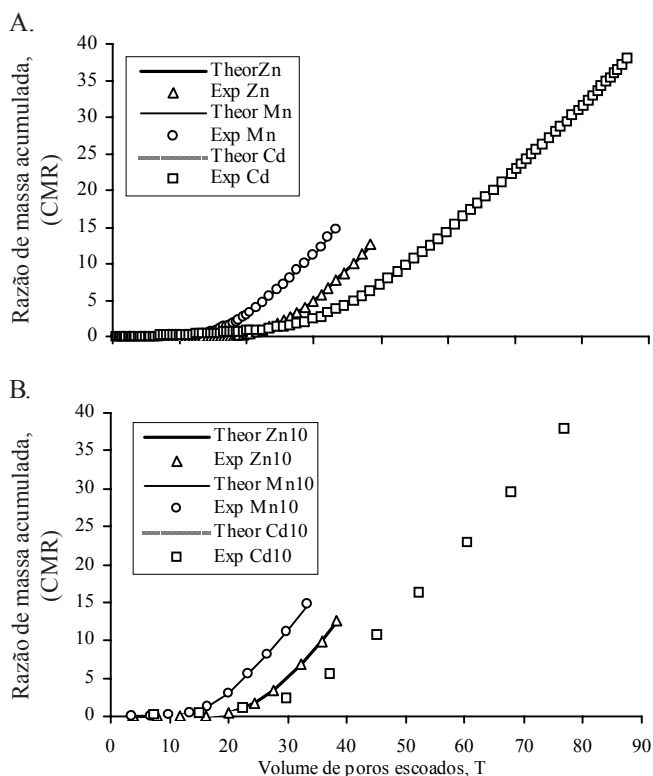 A.
Razão de massa acumulada,
((CMR)
40
35
30
25
20
15
10
5
0
TheorZn
Exp Zn
Theor Mn
Exp Mn
Theor Cd
Exp Cd
B.
Razão de massa acumulada,
(CMR)
40
35
30
25
20
15
10
5
0
Theor Zn10
Exp Zn10
Theor Mn10
Exp Mn10
Theor Cd10
Exp Cd10
0 10 20 30 40 50 60 70 80 90
Volume de poros escoados, T